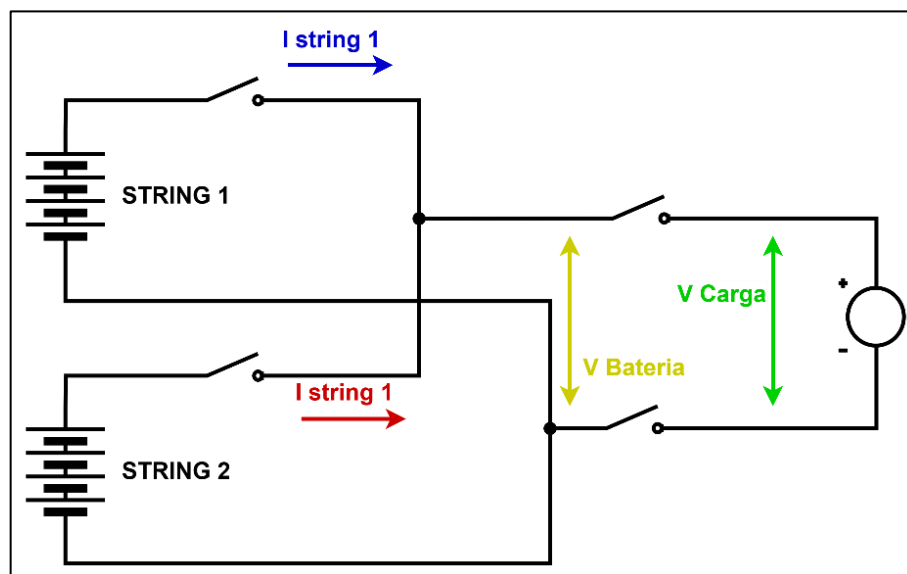 I string 1
STRING 1
V Carga
+
-
V Bateria
I string 1
STRING 2